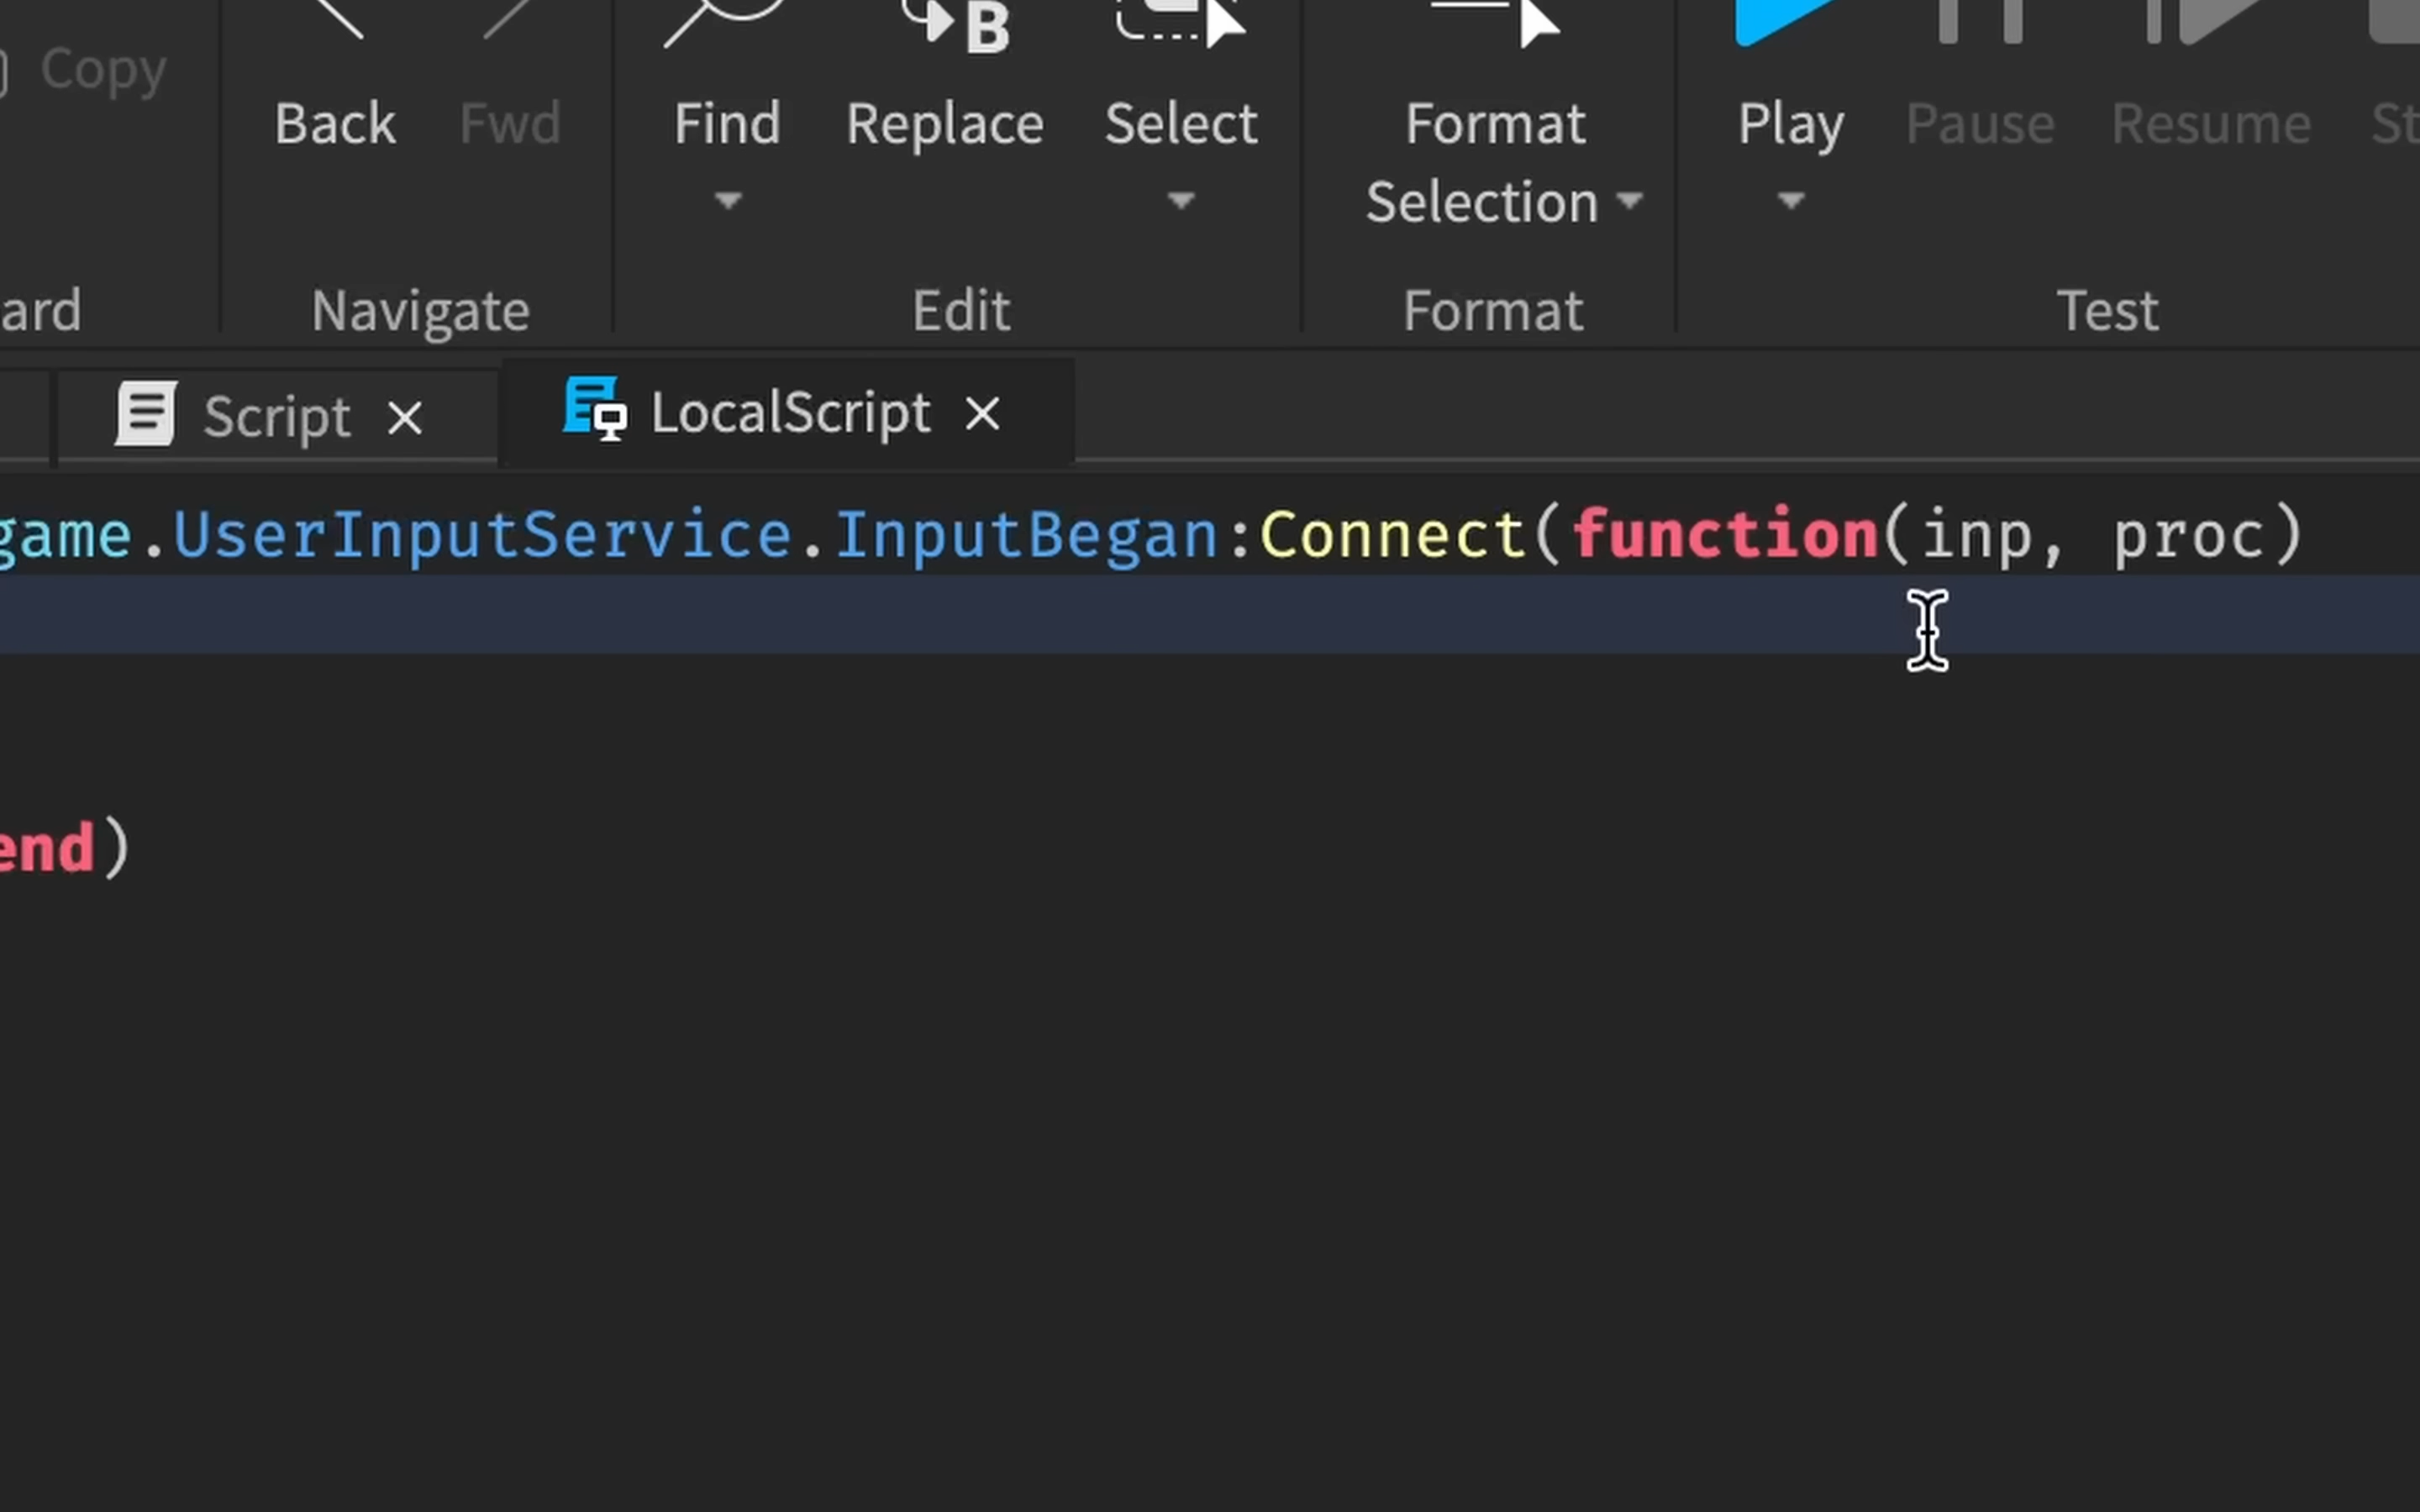 Copy
Back Fwd Find Replace Select Format Selection Play Pause Resume St
ard Navigate Edit Format Test
Script LocalScript
game.UserInputService.InputBegan:Connect(function(inp, proc)
end)